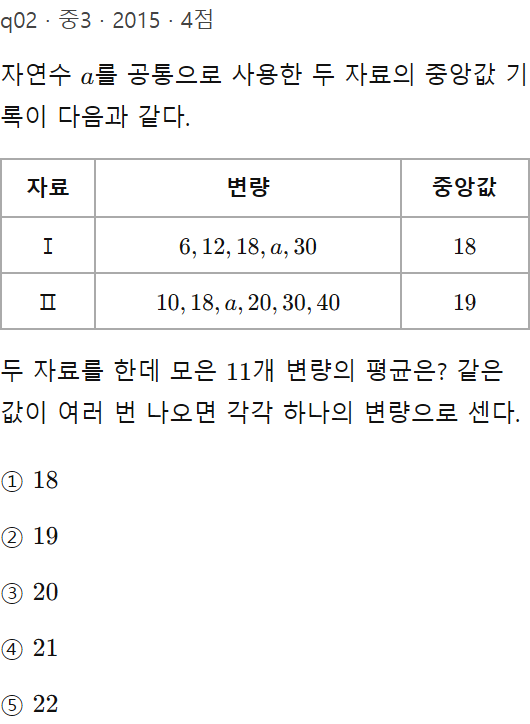 q02 · 중3 · 2015 · 4점
자연수 a를 공통으로 사용한 두 자료의 중앙값 기
록이 다음과 같다.
자료 변량 중앙값
Ⅰ 6, 12, 18, a, 30 18
Ⅱ 10, 18, a, 20, 30, 40 19
두 자료를 한데 모은 11개 변량의 평균은? 같은
값이 여러 번 나오면 각각 하나의 변량으로 센다.
① 18
② 19
③ 20
④ 21
⑤ 22